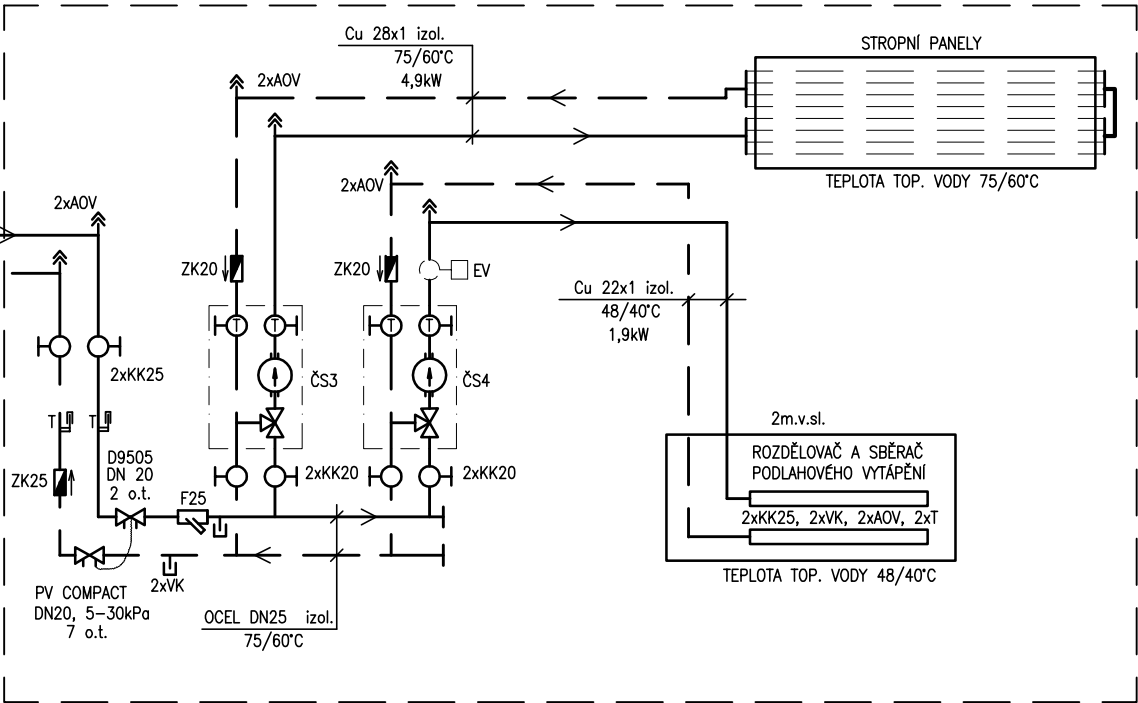 Cu 28x1 izol.
75/60°C
4,9kW
STROPNÍ PANELY
2xAOV
TEPLOTA TOP. VODY 75/60°C
2xAOV
2xAOV
ZK20
ZK20
EV
Cu 22x1 izol.
48/40°C
1,9kW
T
T
T
T
2xKK25
ČS3
ČS4
T
T
2m.v.sl.
D9505
DN 20
2 o.t.
ROZDĚLOVAČ A SBĚRAČ
PODLAHOVÉHO VYTÁPĚNÍ
ZK25
2xKK20
2xKK20
F25
2xKK25, 2xVK, 2xAOV, 2xT
TEPLOTA TOP. VODY 48/40°C
2xVK
PV COMPACT
DN20, 5–30kPa
7 o.t.
OCEL DN25 izol.
75/60°C